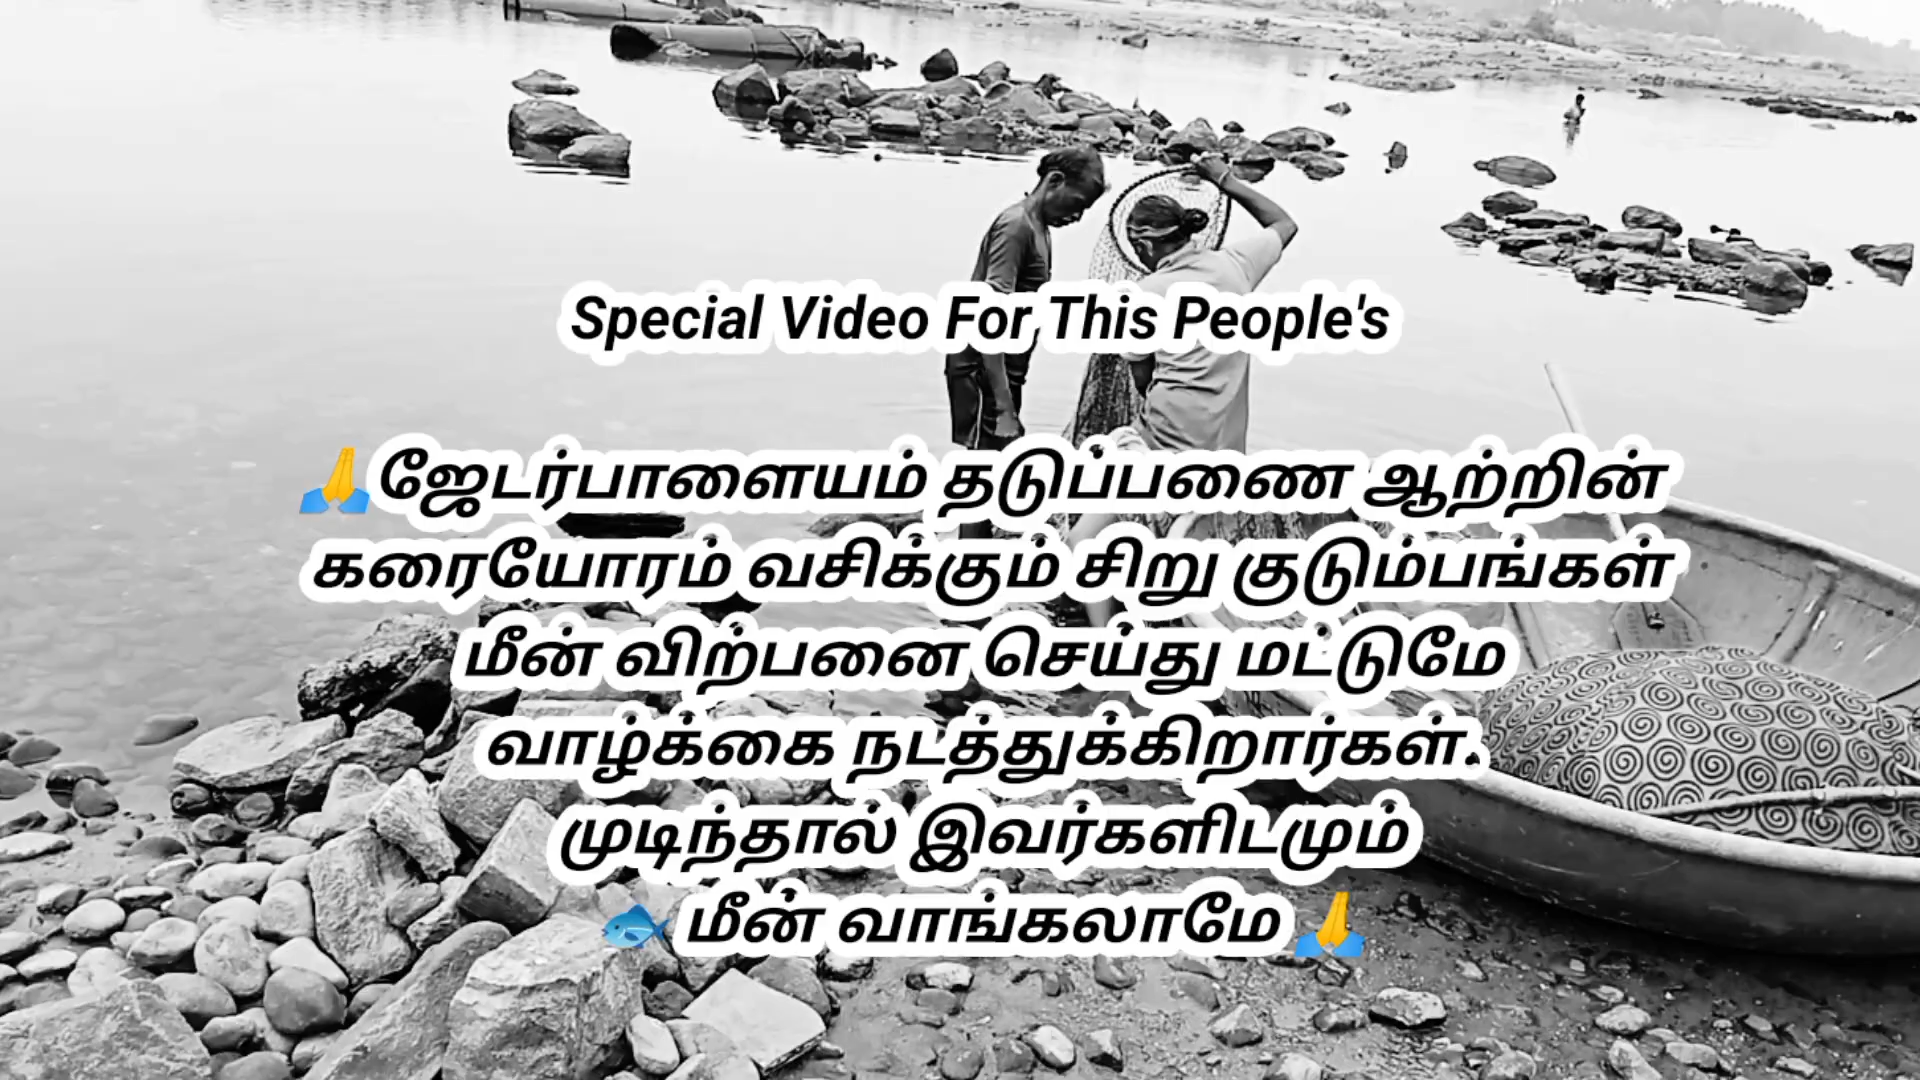 Special Video For This People's
🙏ஜேடர்பாளையம் தடுப்பணை ஆற்றின்
கரையோரம் வசிக்கும் சிறு குடும்பங்கள்
மீன் விற்பனை செய்து மட்டுமே
வாழ்க்கை நடத்துக்கிறார்கள்.
முடிந்தால் இவர்களிடமும்
🐟 மீன் வாங்கலாமே 🙏